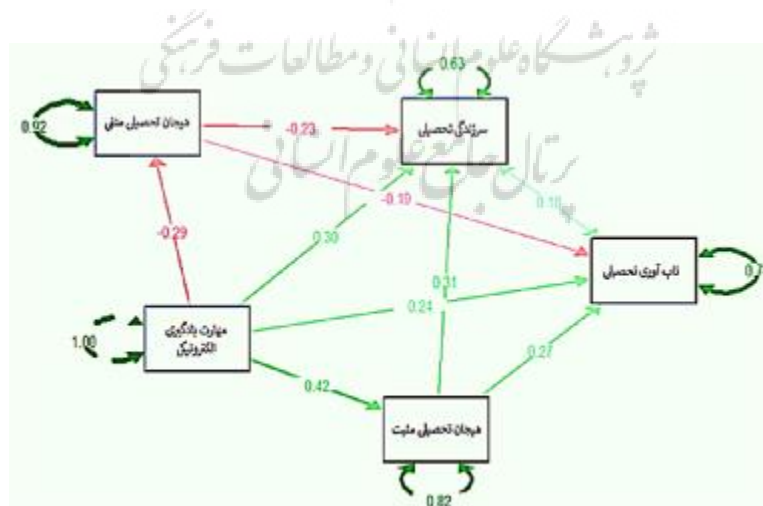 پژوهشگاه علوم انسانی و مطالعات فرهنگی
0.63
هیجان تحصیلی منفی
سرزندگی تحصیلی
0.92
-0.23
پرتال جامع علوم انسانی
-0.19
0.18
-0.29
0.30
تاب آوری تحصیلی
0.31
0.24
مهارت یادگیری
الکترونیکی
1.00
0.27
0.42
هیجان تحصیلی مثبت
0.82